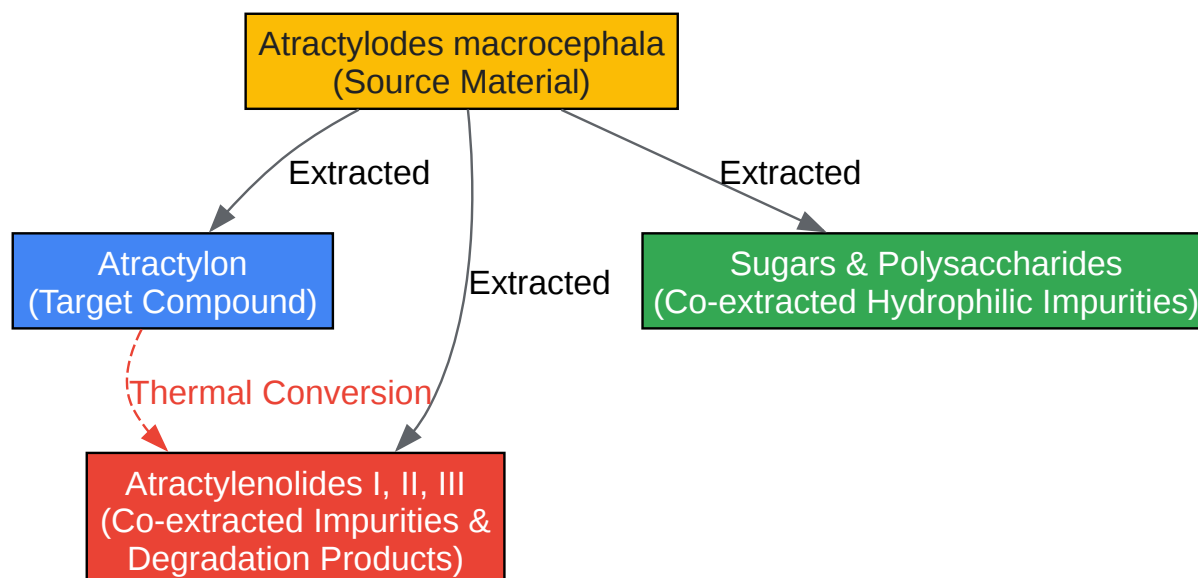 Atractylodes macrocephala
(Source Material)
Extracted
Extracted
Atractylon
(Target Compound)
Sugars & Polysaccharides
(Co-extracted Hydrophilic Impurities)
Extracted
Thermal Conversion
Atractylenolides I, II, III
(Co-extracted Impurities &
Degradation Products)